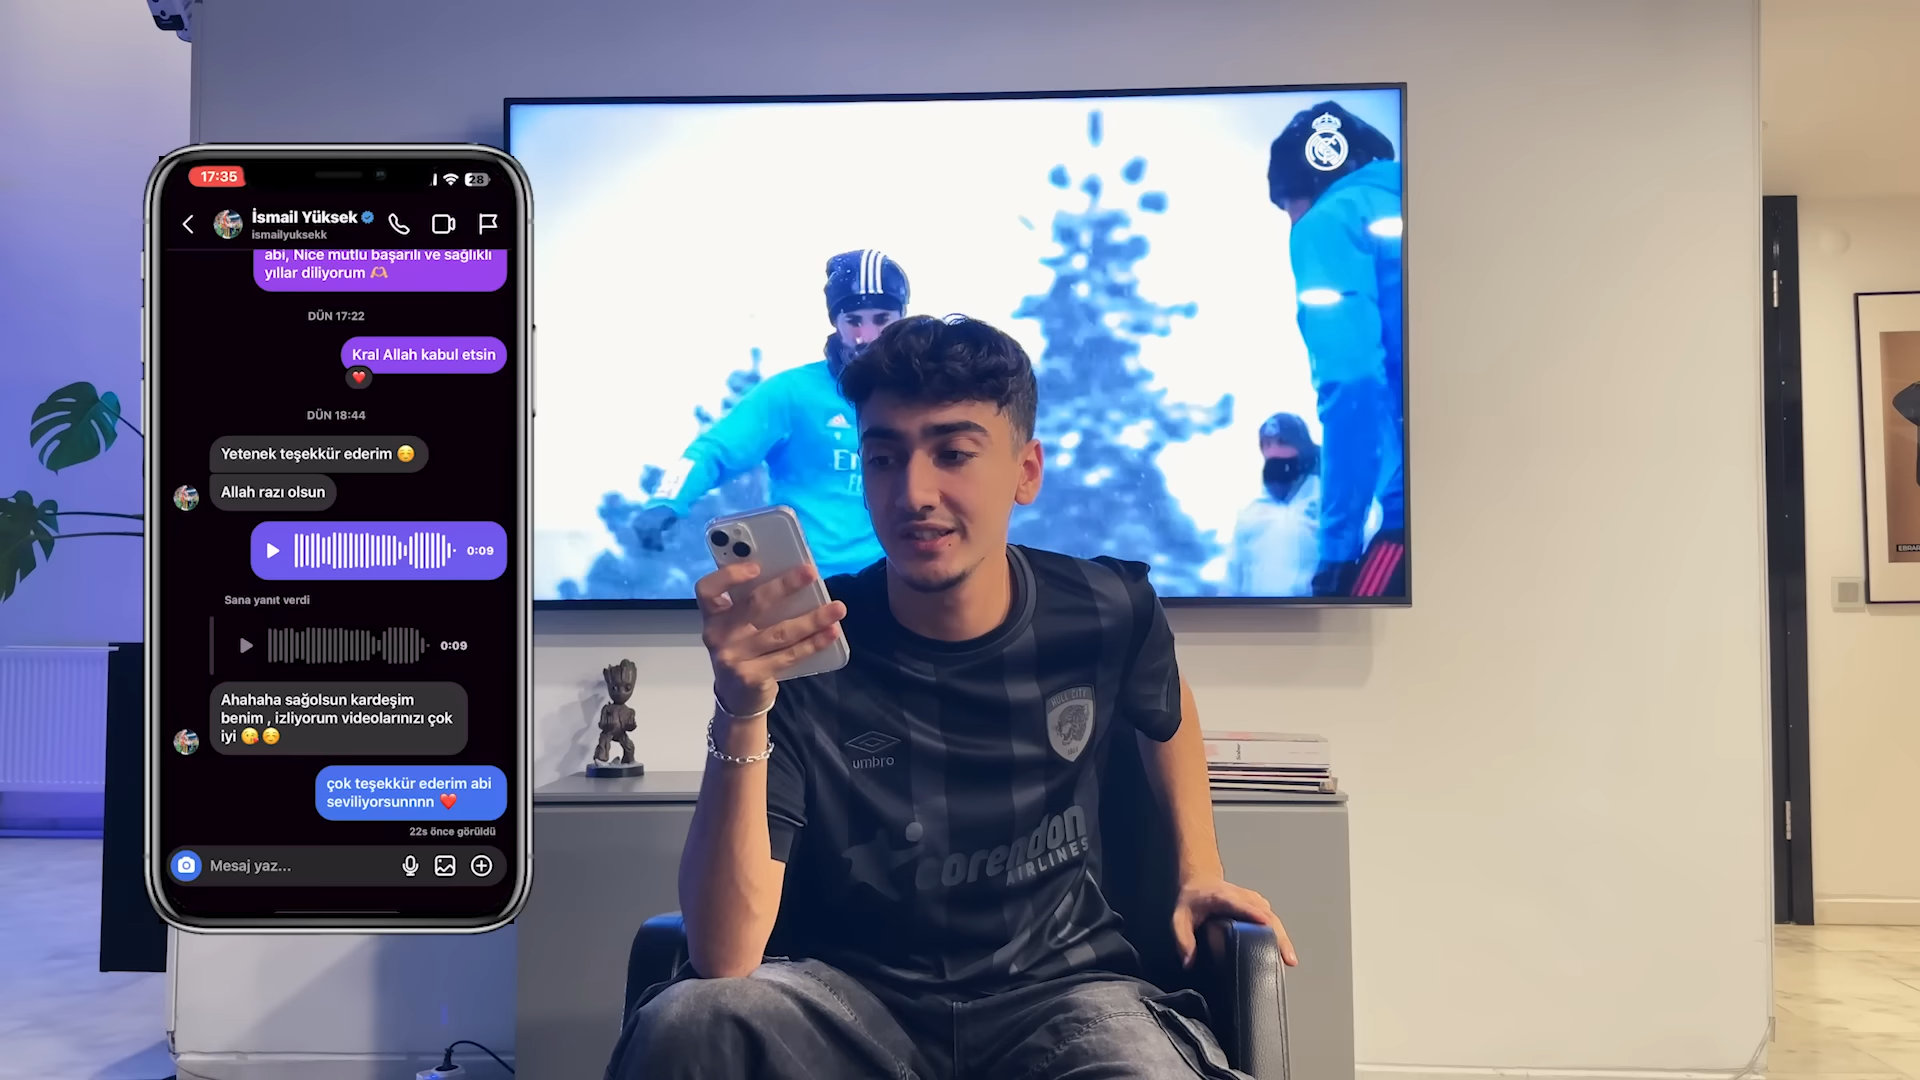 17:35
28
İsmail Yüksek
ismailyuksekk
abi, Nice mutlu başarılı ve sağlıklı
yıllar diliyorum
DÜN 17:22
Kral Allah kabul etsin
DÜN 18:44
Yetenek teşekkür ederim
Allah razı olsun
0:09
Sana yanıt verdi
0:09
Ahahaha sağolsun kardeşim
benim , izliyorum videolarınızı çok
iyi
çok teşekkür ederim abi
seviliyorsunnnn
22s önce görüldü
Mesaj yaz...
HULL CITY
umbro
corendon
AIRLINES
EBRAR